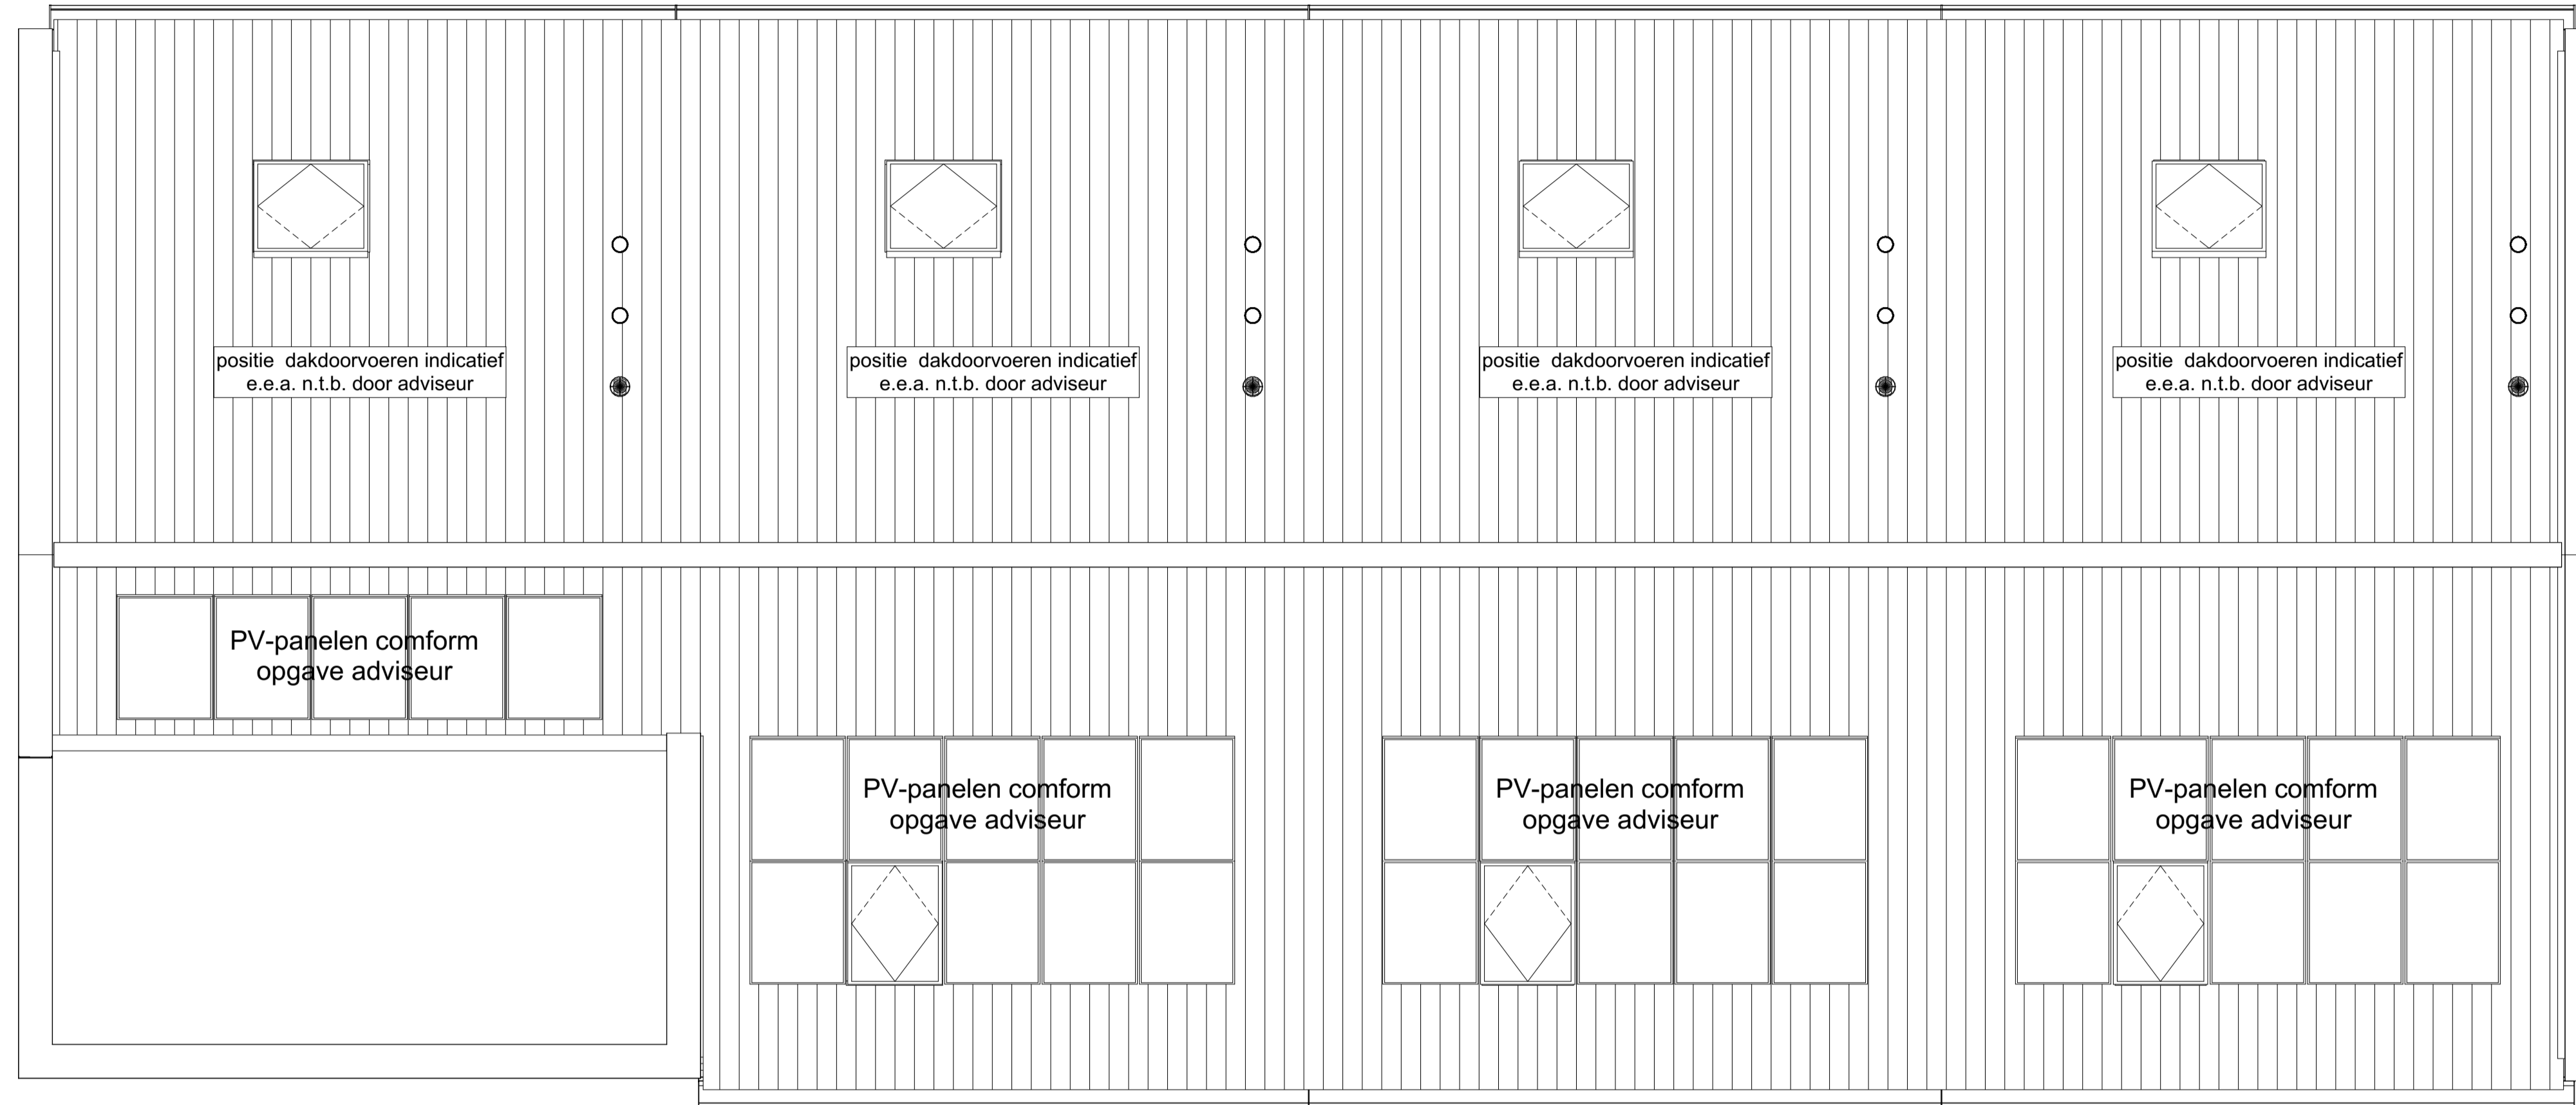 positie dakdoorvoeren indicatief
e.e.a. n.t.b. door adviseur
positie dakdoorvoeren indicatief
e.e.a. n.t.b. door adviseur
positie dakdoorvoeren indicatief
e.e.a. n.t.b. door adviseur
positie dakdoorvoeren indicatief
e.e.a. n.t.b. door adviseur
PV-panelen comform
opgave adviseur
PV-panelen comform
opgave adviseur
PV-panelen comform
opgave adviseur
PV-panelen comform
opgave adviseur